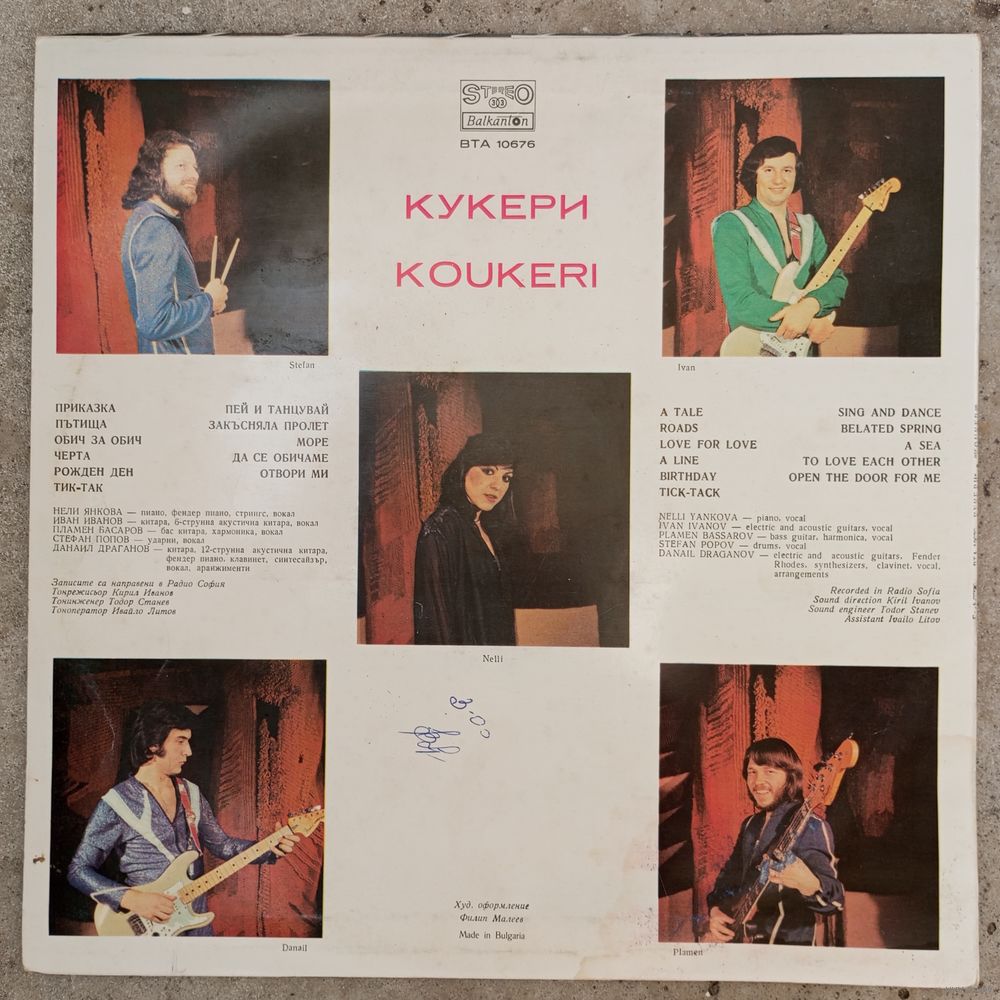 STEREO
33
Balkanton
ВТА 10676
КУКЕРИ
KOUKERI
Stefan
Ivan
ПРИКАЗКА
ПЪТИЩА
ОБИЧ ЗА ОБИЧ
ЧЕРТА
РОЖДЕН ДЕН
ТИК-ТАК
ПЕЙ И ТАНЦУВАЙ
ЗАКЪСНЯЛА ПРОЛЕТ
МОРЕ
ДА СЕ ОБИЧАМЕ
ОТВОРИ МИ
НЕЛИ ЯНКОВА — пиано, фендер пиано, стрингс, вокал
ИВАН ИВАНОВ — китара, 6-струнна акустична китара, вокал
ПЛАМЕН БАСАРОВ — бас китара, хармоника, вокал
СТЕФАН ПОПОВ — ударни, вокал
ДАНАИЛ ДРАГАНОВ — китара, 12-струнна акустична китара,
фендер пиано, клавинет, синтесайзър,
вокал, аранжименти
Записите са направени в Радио София
Тонрежисьор Кирил Иванов
Тонинженер Тодор Станев
Тоноператор Ивайло Литов
A TALE
ROADS
LOVE FOR LOVE
A LINE
BIRTHDAY
TICK-TACK
SING AND DANCE
BELATED SPRING
A SEA
TO LOVE EACH OTHER
OPEN THE DOOR FOR ME
NELLI YANKOVA — piano, vocal
IVAN IVANOV — electric and acoustic guitars, vocal
PLAMEN BASSAROV — bass guitar, harmonica, vocal
STEFAN POPOV — drums, vocal
DANAIL DRAGANOV — electric and acoustic guitars, Fender
Rhodes, synthesizers, clavinet, vocal,
arrangements
Recorded in Radio Sofia
Sound direction Kiril Ivanov
Sound engineer Todor Stanev
Assistant Ivailo Litov
Nelli
Danail
Plamen
Худ. оформление
Филип Малеев
Made in Bulgaria